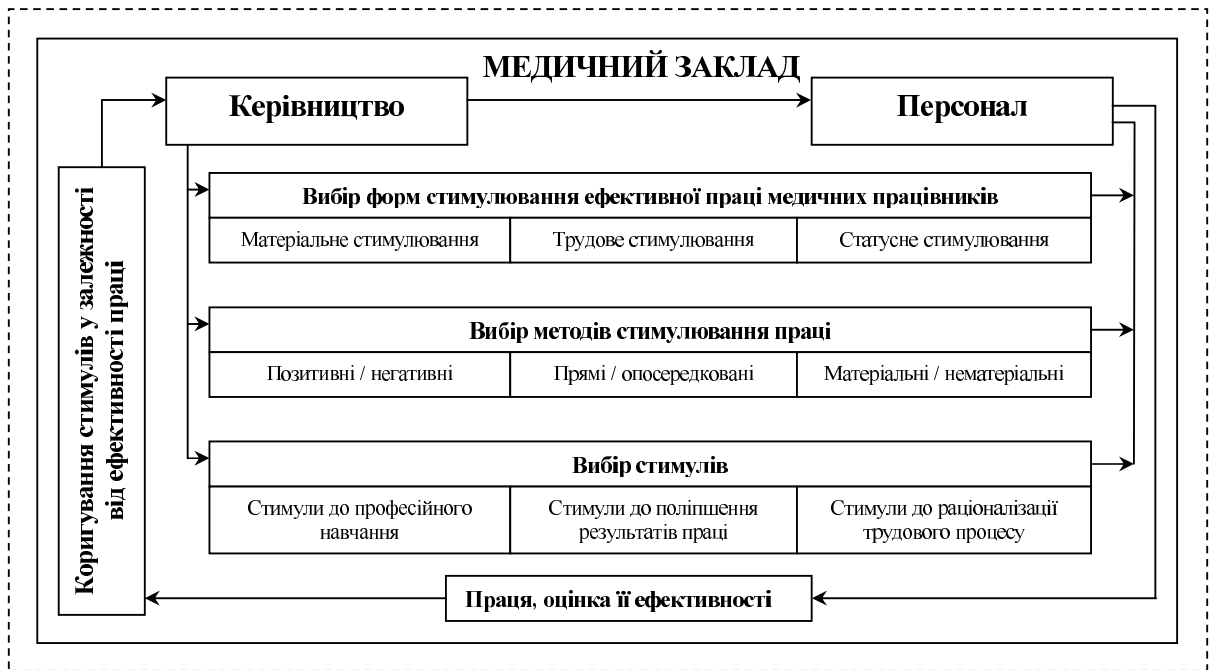 МЕДИЧНИЙ ЗАКЛАД
Керівництво
Персонал
Коригування стимулів у залежності
від ефективності праці
Вибір форм стимулювання ефективної праці медичних працівників
Матеріальне стимулювання
Трудове стимулювання
Статусне стимулювання
Вибір методів стимулювання праці
Позитивні / негативні
Прямі / опосередковані
Матеріальні / нематеріальні
Вибір стимулів
Стимули до професійного
навчання
Стимули до поліпшення
результатів праці
Стимули до раціоналізації
трудового процесу
Праця, оцінка її ефективності